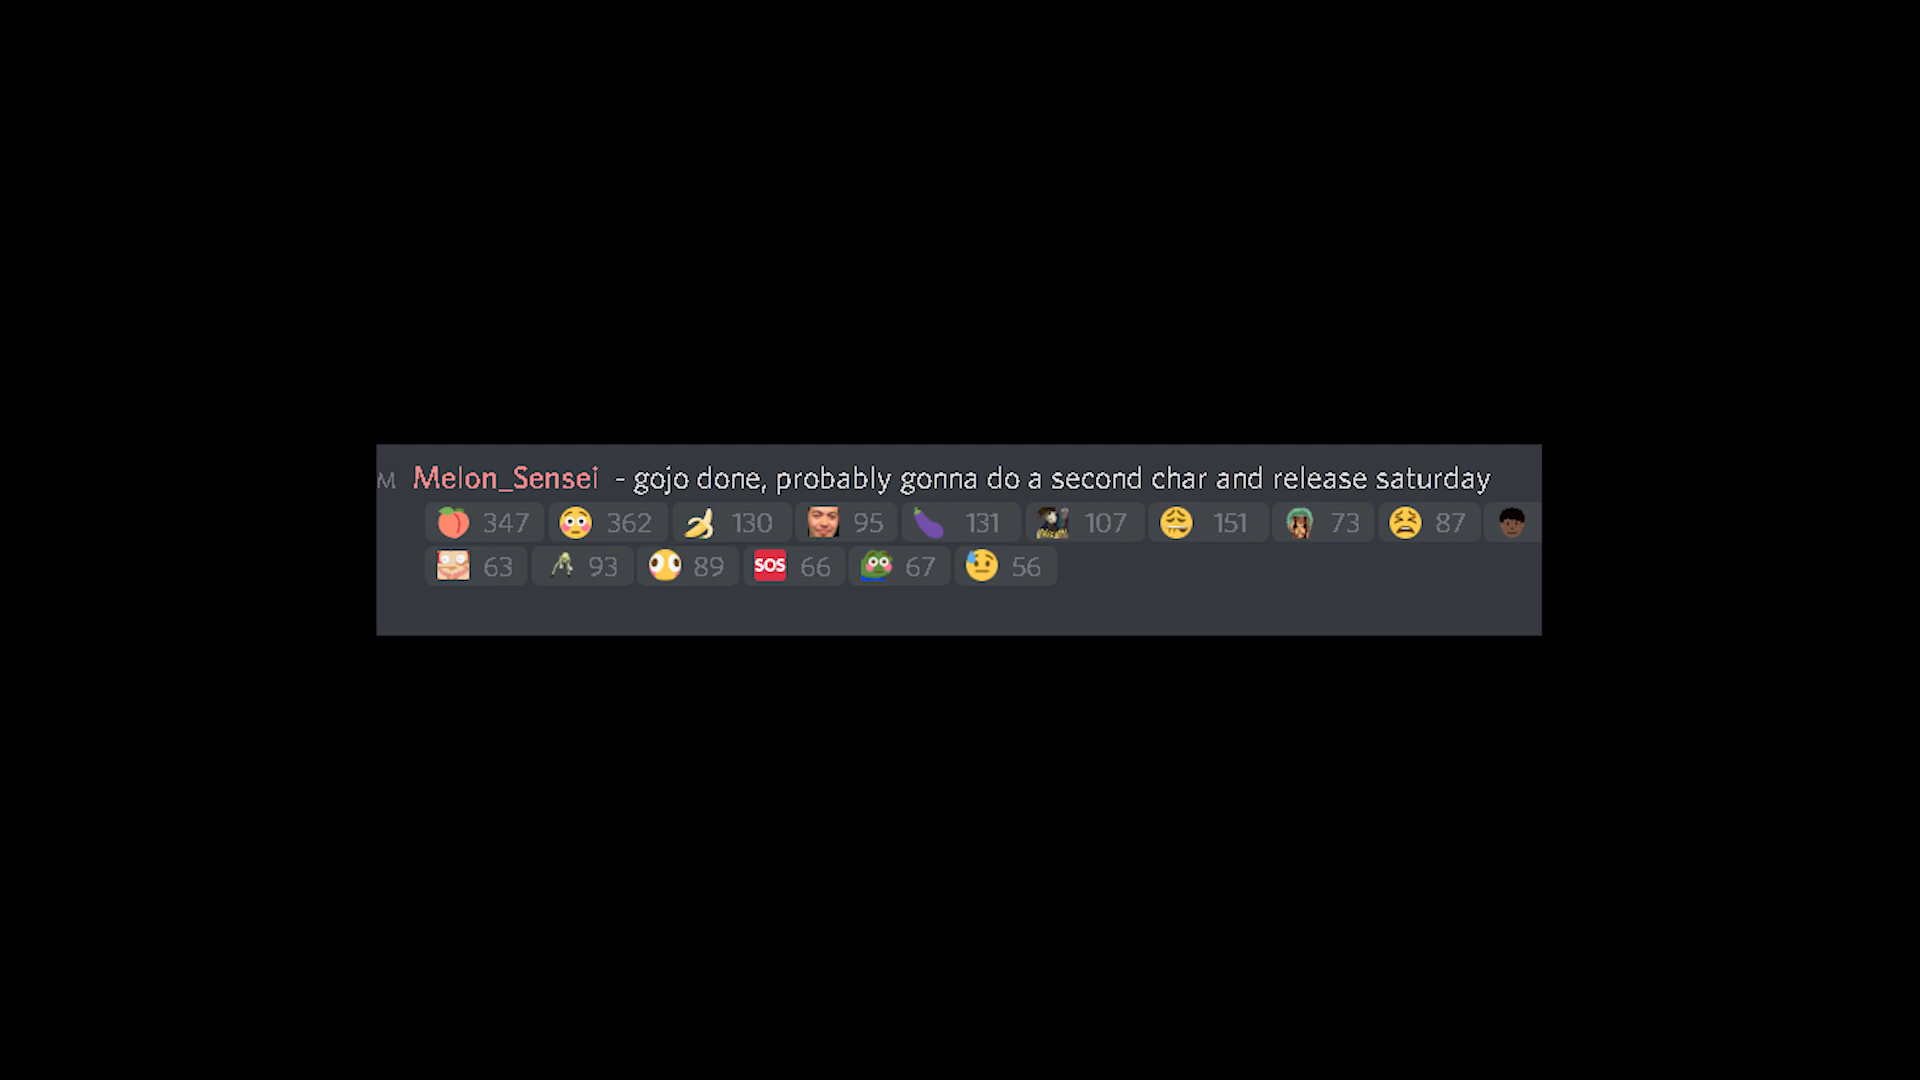 M Melon_Sensei - gojo done, probably gonna do a second char and release saturday
347 362 130 95 131 107 151 73 87
63 93 89 SOS 66 67 56